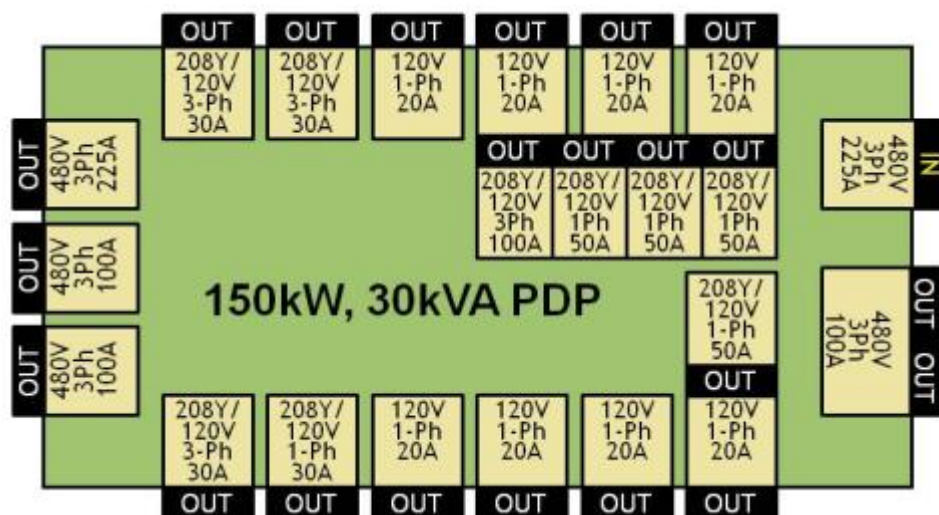 OUT OUT OUT OUT OUT OUT
208Y/ 208Y/ 120V 120V 120V 120V
120V 120V 1-Ph 1-Ph 1-Ph 1-Ph
3-Ph 3-Ph 20A 20A 20A 20A
30A 30A
OUT
480V
3Ph
225A
OUT OUT OUT OUT
208Y/ 208Y/ 208Y/ 208Y/
120V 120V 120V 120V
3Ph 1Ph 1Ph 1Ph
100A 50A 50A 50A
480V
3Ph
225A
IN
OUT
480V
3Ph
100A
150kW, 30kVA PDP
208Y/
120V
1-Ph
50A
OUT
OUT OUT
480V
3Ph
100A
OUT
480V
3Ph
100A
208Y/ 208Y/ 120V 120V 120V 120V
120V 120V 1-Ph 1-Ph 1-Ph 1-Ph
3-Ph 1-Ph 20A 20A 20A 20A
30A 30A
OUT OUT OUT OUT OUT OUT